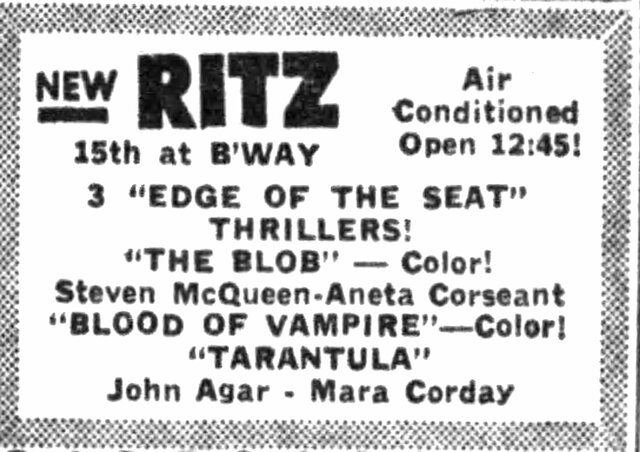 NEW RITZ
15th at B'WAY
Air
Conditioned
Open 12:45!
3 "EDGE OF THE SEAT"
THRILLERS!
"THE BLOB" — Color!
Steven McQueen-Aneta Corseant
"BLOOD OF VAMPIRE"—Color!
"TARANTULA"
John Agar - Mara Corday